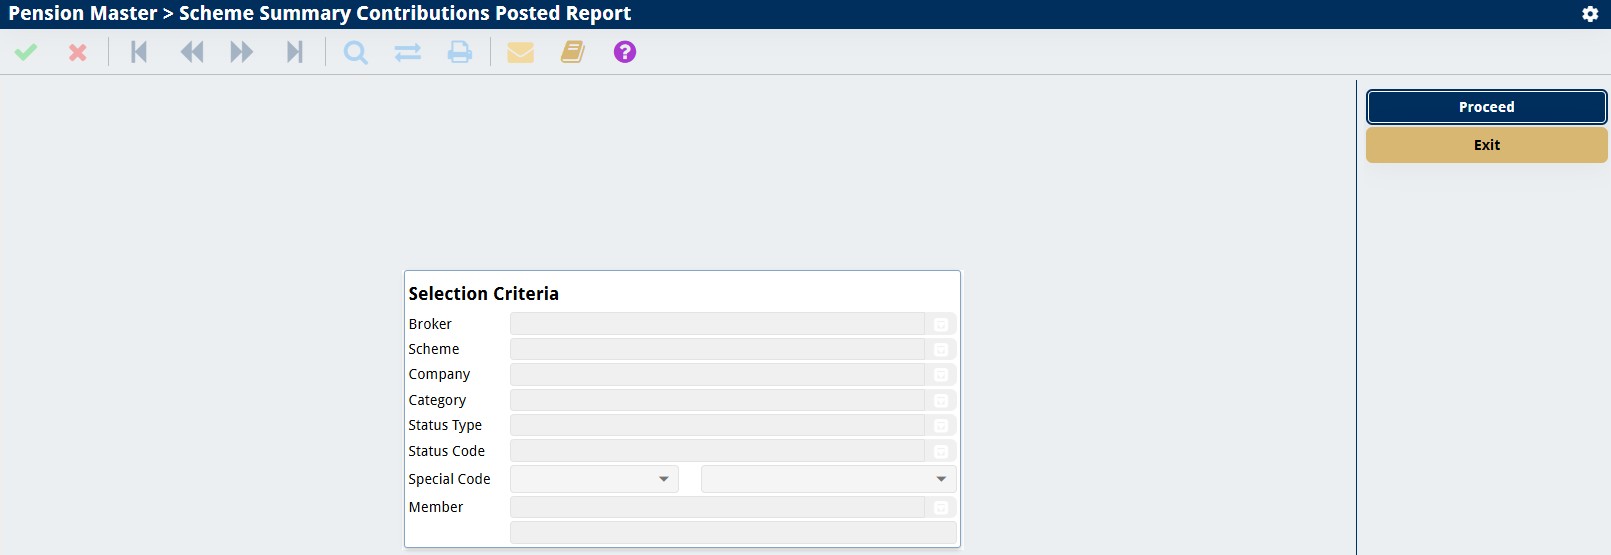 Pension Master > Scheme Summary Contributions Posted Report
?
Proceed
Exit
Selection Criteria
Broker
Scheme
Company
Category
Status Type
Status Code
Special Code
Member